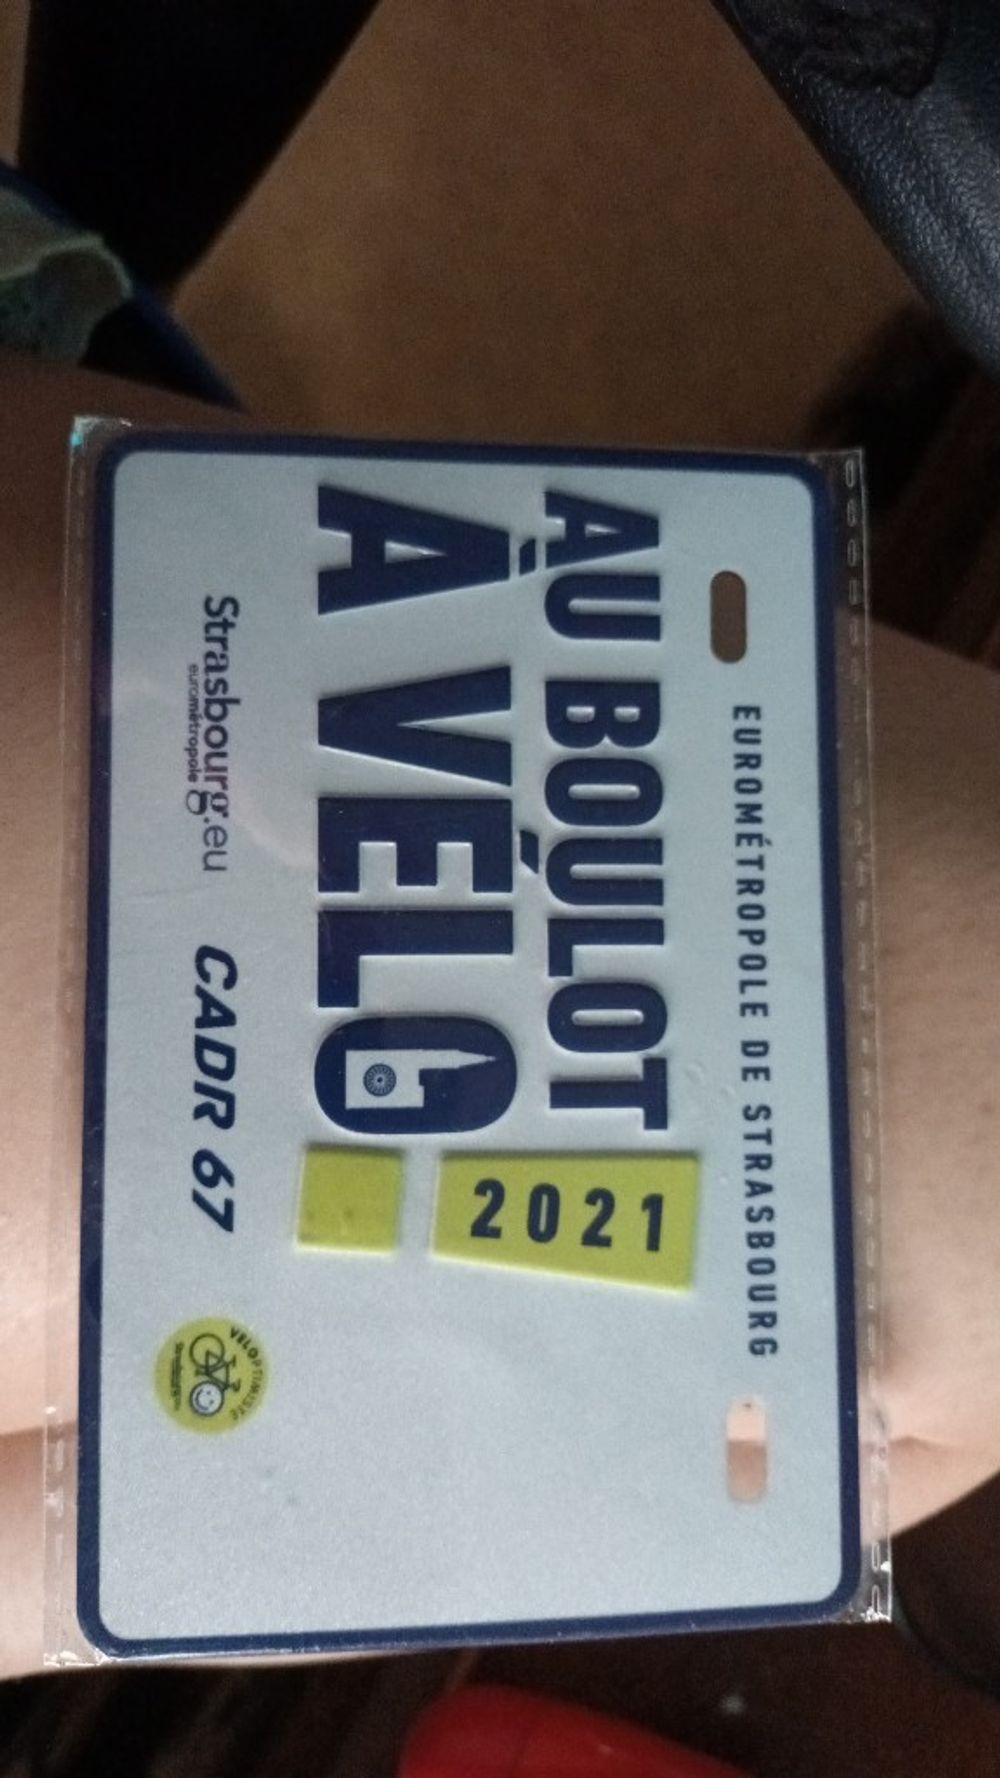 EUROMÉTROPOLE DE STRASBOURG
AU BOULOT
À VÉLO
2021
Strasbourg.eu
eurométropole
CADR 67
VELOPTIMISTE